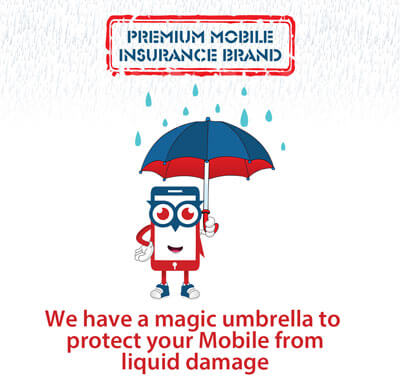 PREMIUM MOBILE
INSURANCE BRAND
We have a magic umbrella to
protect your Mobile from
liquid damage